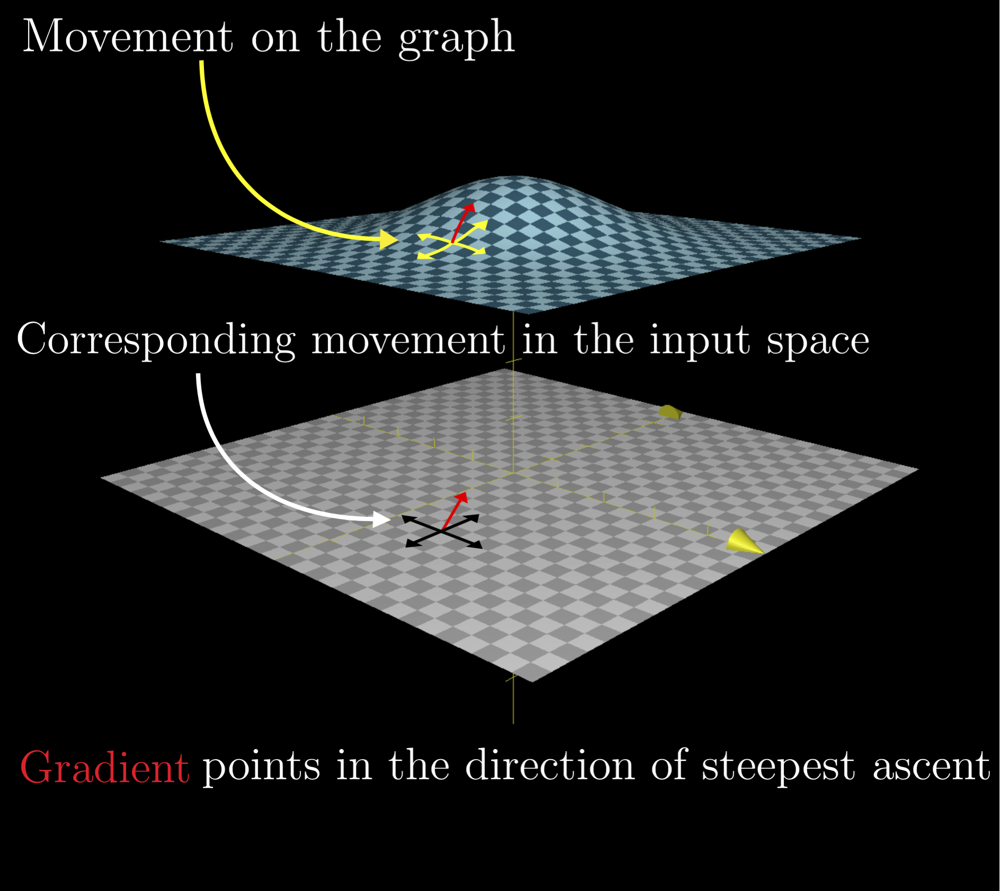 Movement on the graph
Corresponding movement in the input space
Gradient points in the direction of steepest ascent